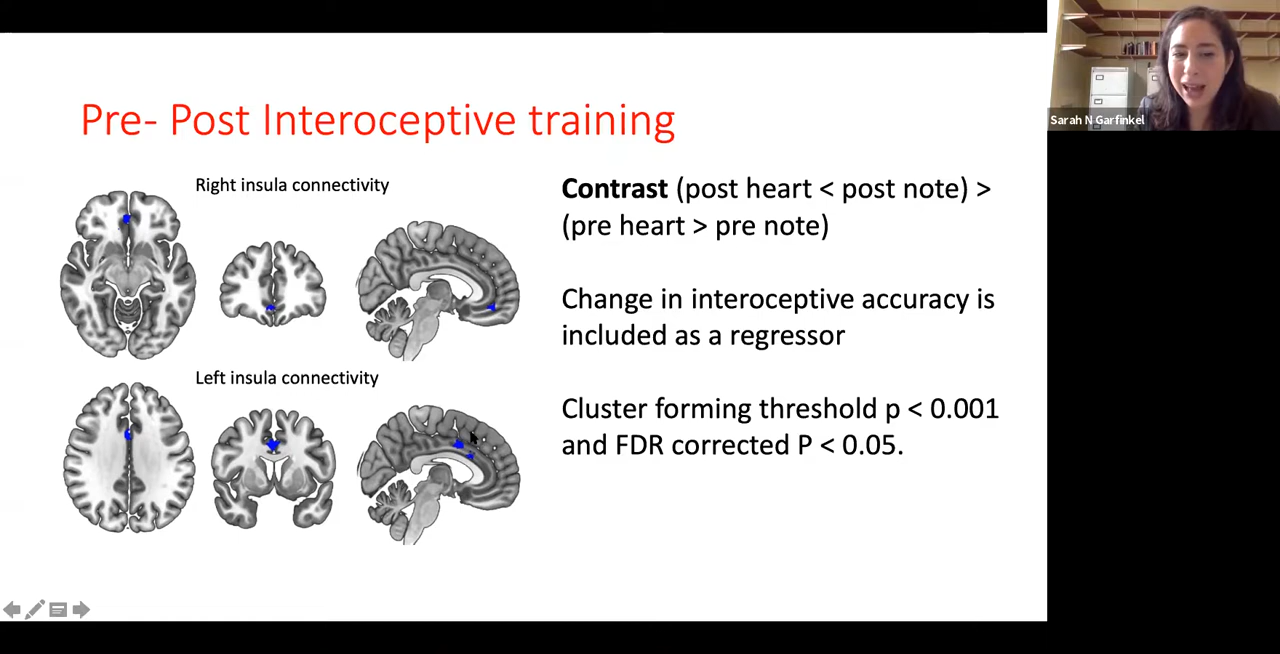 Pre- Post Interoceptive training
Right insula connectivity
Left insula connectivity
Contrast (post heart < post note) >
(pre heart > pre note)
Change in interoceptive accuracy is
included as a regressor
Cluster forming threshold p < 0.001
and FDR corrected P < 0.05.
Sarah N Garfinkel